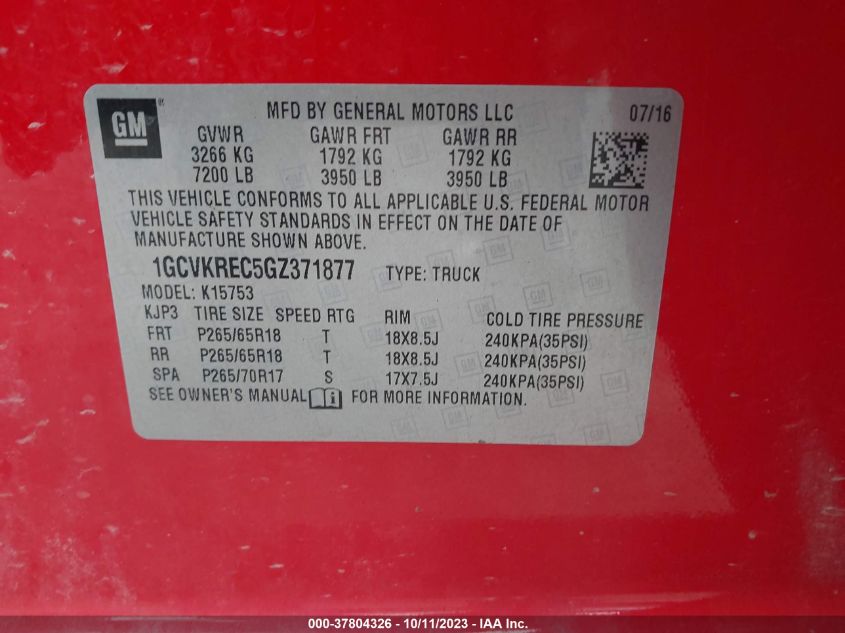 GM ®
MFD BY GENERAL MOTORS LLC 07/16
GVWR GAWR FRT GAWR RR
3266 KG 1792 KG 1792 KG
7200 LB 3950 LB 3950 LB
THIS VEHICLE CONFORMS TO ALL APPLICABLE U.S. FEDERAL MOTOR
VEHICLE SAFETY STANDARDS IN EFFECT ON THE DATE OF
MANUFACTURE SHOWN ABOVE.
1GCVKREC5GZ371877 TYPE: TRUCK
MODEL: K15753
KJP3 TIRE SIZE SPEED RTG RIM COLD TIRE PRESSURE
FRT P265/65R18 T 18X8.5J 240KPA(35PSI)
RR P265/65R18 T 18X8.5J 240KPA(35PSI)
SPA P265/70R17 S 17X7.5J 240KPA(35PSI)
SEE OWNER'S MANUAL FOR MORE INFORMATION.
000-37804326 - 10/11/2023 - IAA Inc.